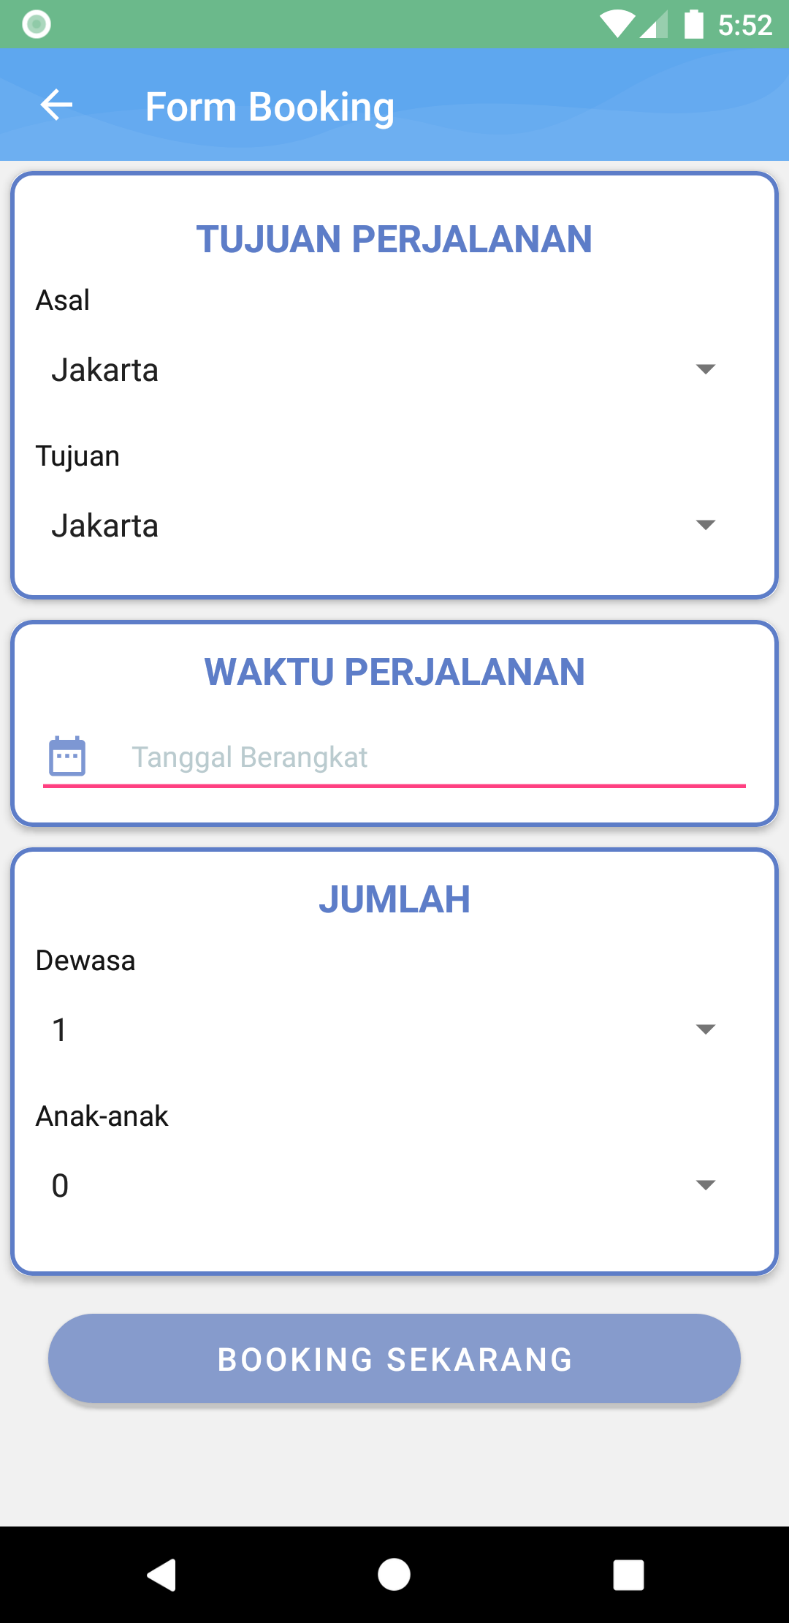 5:52
Form Booking
TUJUAN PERJALANAN
Asal
Jakarta
Tujuan
Jakarta
WAKTU PERJALANAN
Tanggal Berangkat
JUMLAH
Dewasa
1
Anak-anak
0
BOOKING SEKARANG